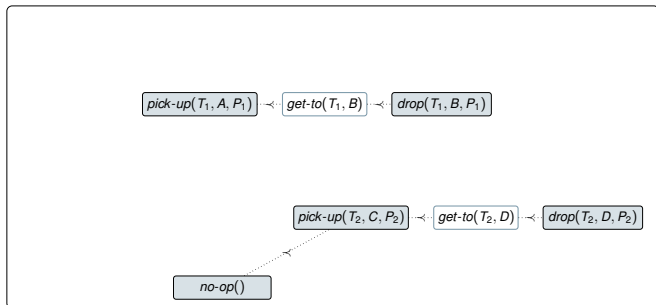 pick-up(T₁, A, P₁) ≺ get-to(T₁, B) ≺ drop(T₁, B, P₁)
pick-up(T₂, C, P₂) ≺ get-to(T₂, D) ≺ drop(T₂, D, P₂)
≺
no-op()